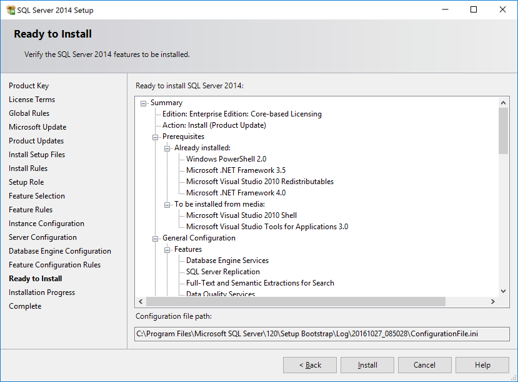 SQL Server 2014 Setup
Ready to Install
Verify the SQL Server 2014 features to be installed.
Product Key
License Terms
Global Rules
Microsoft Update
Product Updates
Install Setup Files
Install Rules
Setup Role
Feature Selection
Feature Rules
Instance Configuration
Server Configuration
Database Engine Configuration
Feature Configuration Rules
Ready to Install
Installation Progress
Complete
Ready to install SQL Server 2014:
Summary
Edition: Enterprise Edition: Core-based Licensing
Action: Install (Product Update)
Prerequisites
Already installed:
Windows PowerShell 2.0
Microsoft .NET Framework 3.5
Microsoft Visual Studio 2010 Redistributables
Microsoft .NET Framework 4.0
To be installed from media:
Microsoft Visual Studio 2010 Shell
Microsoft Visual Studio Tools for Applications 3.0
General Configuration
Features
Database Engine Services
SQL Server Replication
Full-Text and Semantic Extractions for Search
Data Quality Services
Configuration file path:
C:\Program Files\Microsoft SQL Server\120\Setup Bootstrap\Log\20161027_085028\ConfigurationFile.ini
< Back
Install
Cancel
Help